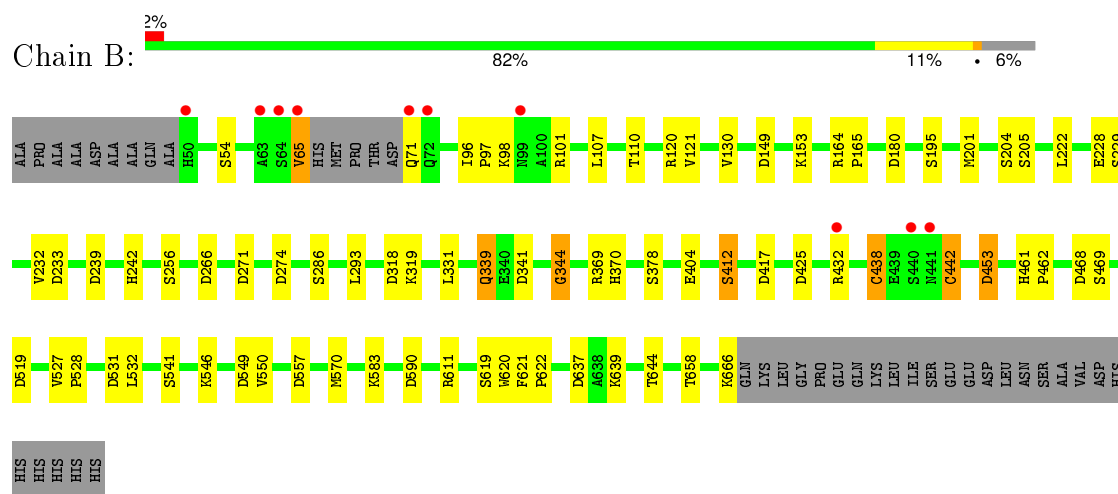 2%
Chain B:
82% 11% • 6%
ALA PRO ALA ALA ASP ALA ALA GLN ALA H50 S54 A63 S64 V65 HIS MET PRO THR ASP Q71 Q72 I96 P97 K98 N99 A100 R101 L107 T110 R120 V121 V130 D149 K153 R164 P165 D180 S195 M201 S204 S205 L222 E228 S229
V232 D233 D239 H242 S256 D266 D271 D274 S286 L293 D318 K319 L331 Q339 E340 D341 G344 R369 H370 S378 E404 S412 D417 D425 R432 C438 E439 S440 N441 C442 D453 H461 P462 D468 S469
D519 V527 P528 D531 L532 S541 K546 D549 V550 D557 M570 K583 D590 R611 S619 W620 F621 P622 D637 A638 K639 T644 T658 K666 GLN LYS LEU GLY PRO GLU GLN LYS LEU ILE SER GLU GLU ASP LEU ASN SER ALA VAL ASP HIS
HIS HIS HIS HIS HIS